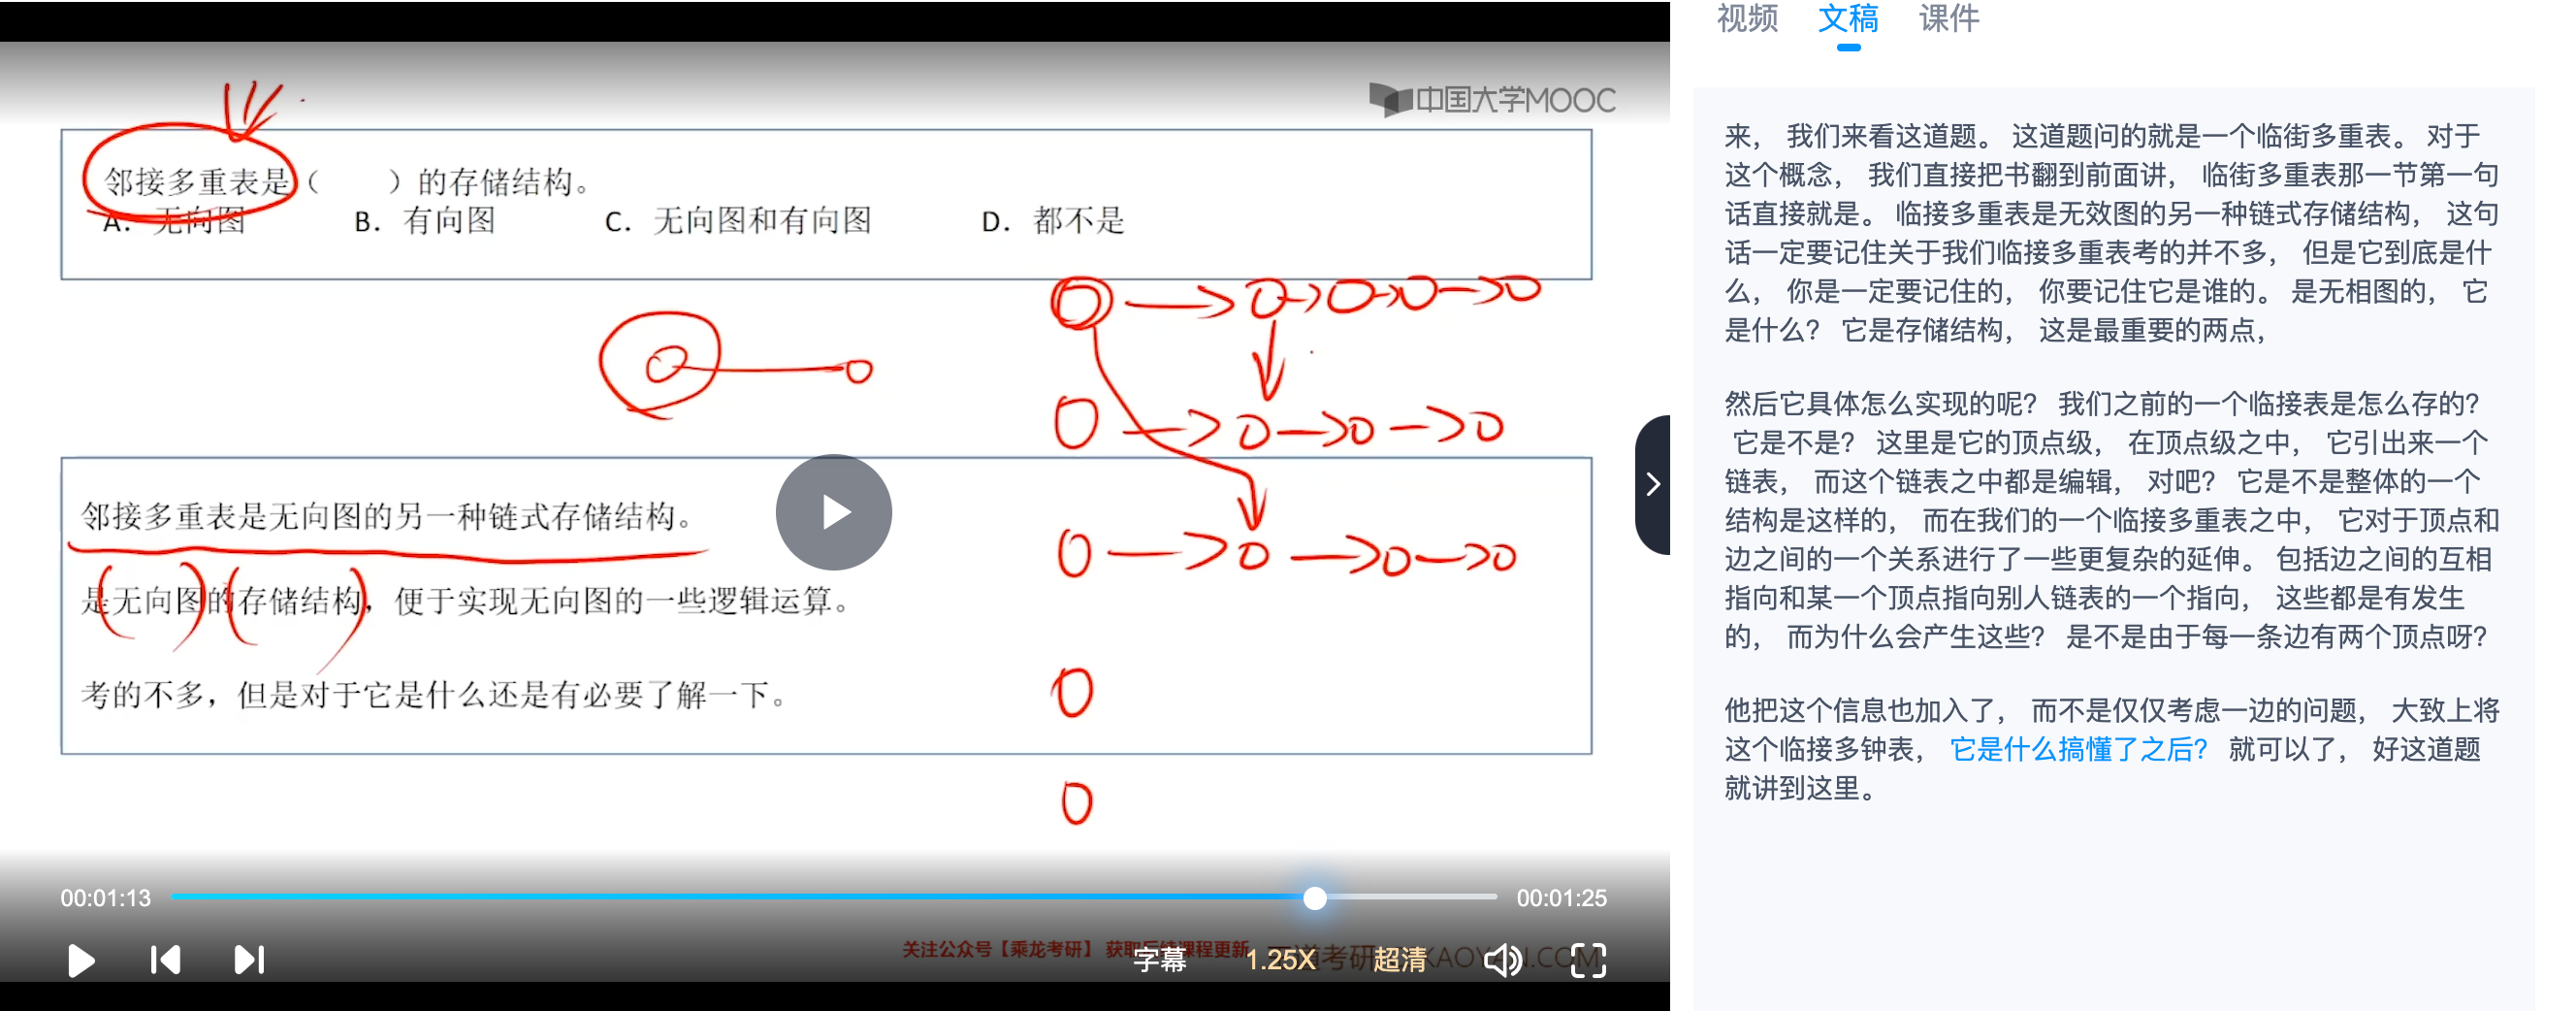 视频 文稿 课件
中国大学MOOC
邻接多重表是（ ）的存储结构。
A. 无向图 B. 有向图 C. 无向图和有向图 D. 都不是
邻接多重表是无向图的另一种链式存储结构。
是无向图的存储结构，便于实现无向图的一些逻辑运算。
考的不多，但是对于它是什么还是有必要了解一下。
00:01:13 00:01:25
关注公众号【乘龙考研】 获取后续课程更新
字幕 1.25X 超清
来， 我们来看这道题。 这道题问的就是一个临街多重表。 对于
这个概念， 我们直接把书翻到前面讲， 临街多重表那一节第一句
话直接就是。 临接多重表是无效图的另一种链式存储结构， 这句
话一定要记住关于我们临接多重表考的并不多， 但是它到底是什
么， 你是一定要记住的， 你要记住它是谁的。 是无相图的， 它
是什么？ 它是存储结构， 这是最重要的两点，
然后它具体怎么实现的呢？ 我们之前的一个临接表是怎么存的？
它是不是？ 这里是它的顶点级， 在顶点级之中， 它引出来一个
链表， 而这个链表之中都是编辑， 对吧？ 它是不是整体的一个
结构是这样的， 而在我们的一个临接多重表之中， 它对于顶点和
边之间的一个关系进行了一些更复杂的延伸。 包括边之间的互相
指向和某一个顶点指向别人链表的一个指向， 这些都是有发生
的， 而为什么会产生这些？ 是不是由于每一条边有两个顶点呀？
他把这个信息也加入了， 而不是仅仅考虑一边的问题， 大致上将
这个临接多钟表， 它是什么搞懂了之后？ 就可以了， 好这道题
就讲到这里。